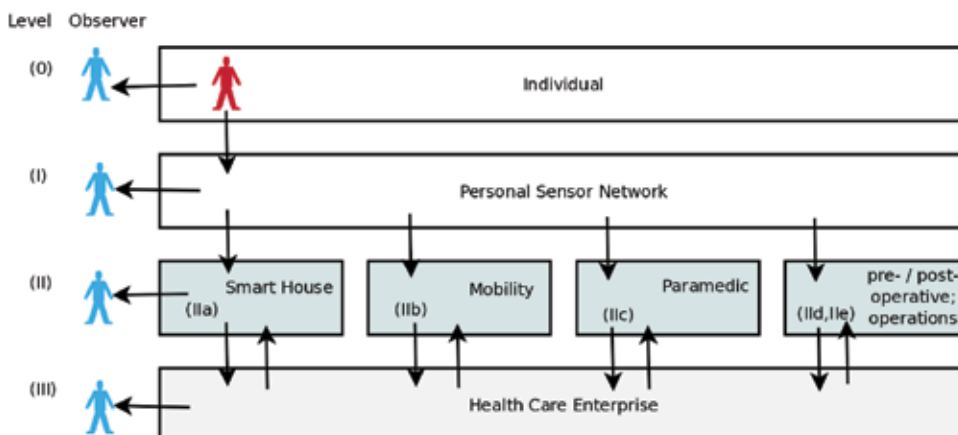 Level Observer
(0)
Individual
(I)
Personal Sensor Network
(II)
Smart House
(IIa)
Mobility
(IIb)
Paramedic
(IIc)
pre- / post-
operative;
(IId,IIe) operations
(III)
Health Care Enterprise